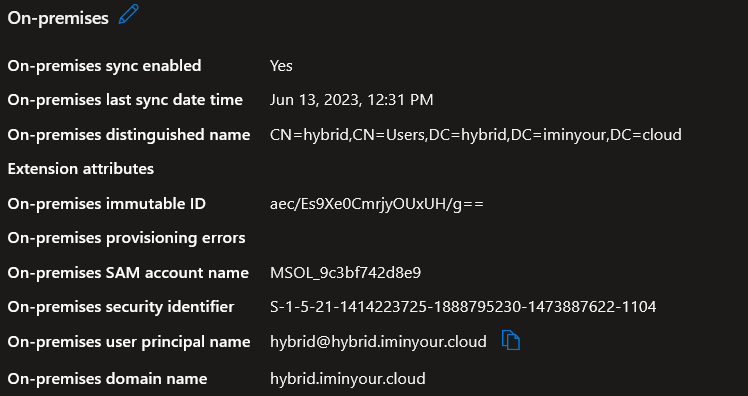 On-premises
On-premises sync enabled Yes
On-premises last sync date time Jun 13, 2023, 12:31 PM
On-premises distinguished name CN=hybrid,CN=Users,DC=hybrid,DC=iminyour,DC=cloud
Extension attributes
On-premises immutable ID aec/Es9Xe0CmrjyOUxUH/g==
On-premises provisioning errors
On-premises SAM account name MSOL_9c3bf742d8e9
On-premises security identifier S-1-5-21-1414223725-1888795230-1473887622-1104
On-premises user principal name hybrid@hybrid.iminyour.cloud
On-premises domain name hybrid.iminyour.cloud